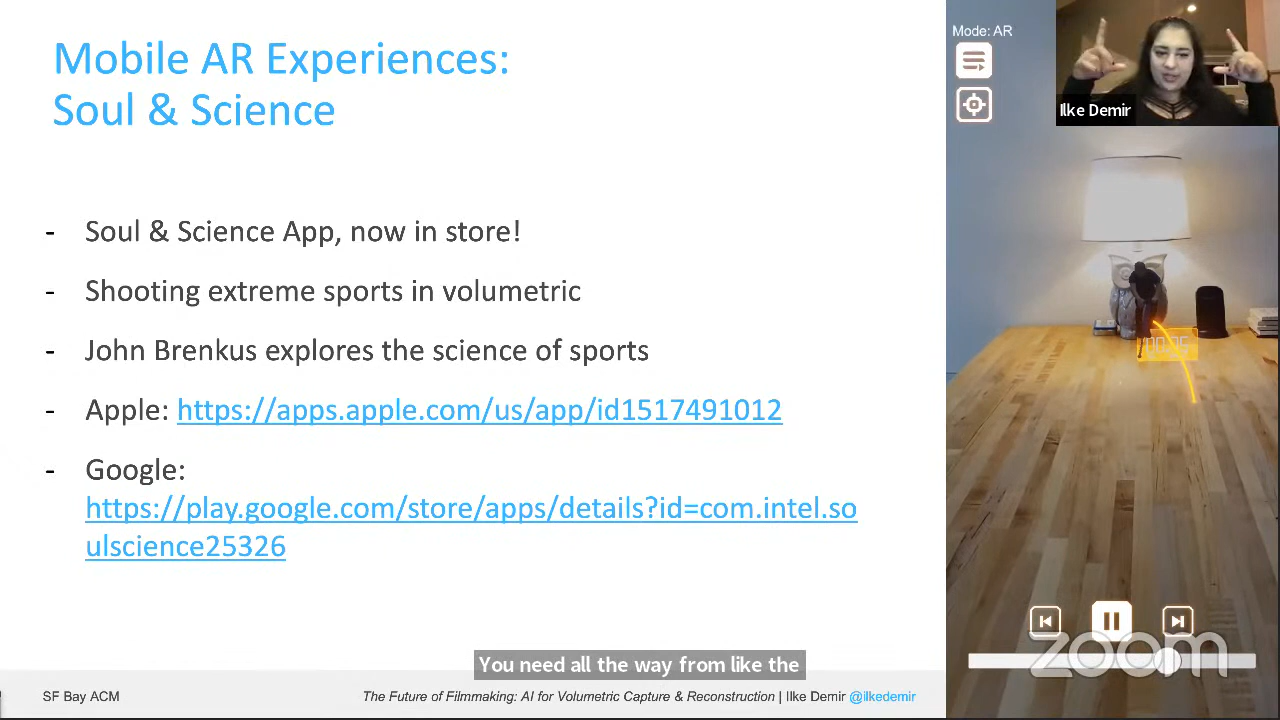 Mobile AR Experiences:
Soul & Science
- Soul & Science App, now in store!
- Shooting extreme sports in volumetric
- John Brenkus explores the science of sports
- Apple: https://apps.apple.com/us/app/id1517491012
- Google:
https://play.google.com/store/apps/details?id=com.intel.so
ulscience25326
Mode: AR
Ilke Demir
zoom
You need all the way from like the
SF Bay ACM
The Future of Filmmaking: AI for Volumetric Capture & Reconstruction | Ilke Demir @ilkedemir